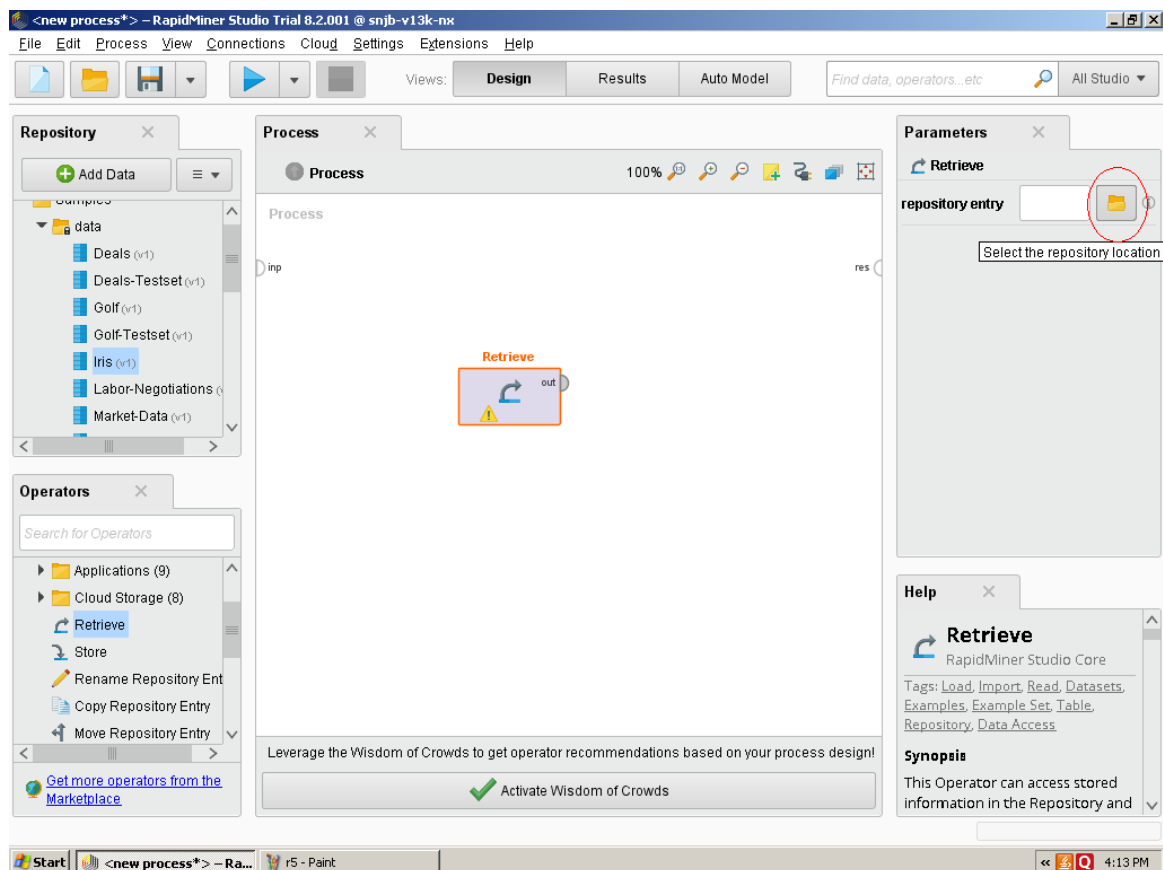 <new process*> – RapidMiner Studio Trial 8.2.001 @ snjb-v13k-nx
File Edit Process View Connections Cloud Settings Extensions Help
Views: Design Results Auto Model Find data, operators...etc All Studio
Repository
Add Data
Samples
data
Deals (v1)
Deals-Testset (v1)
Golf (v1)
Golf-Testset (v1)
Iris (v1)
Labor-Negotiations
Market-Data (v1)
Operators
Search for Operators
Applications (9)
Cloud Storage (8)
Retrieve
Store
Rename Repository Ent
Copy Repository Entry
Move Repository Entry
Get more operators from the
Marketplace
Process
Process 100%
Process
inp res
Retrieve
out
Leverage the Wisdom of Crowds to get operator recommendations based on your process design!
Activate Wisdom of Crowds
Parameters
Retrieve
repository entry
Select the repository location
Help
Retrieve
RapidMiner Studio Core
Tags: Load, Import, Read, Datasets,
Examples, Example Set, Table,
Repository, Data Access
Synopsis
This Operator can access stored
information in the Repository and
Start <new process*> – Ra... r5 - Paint « Q 4:13 PM